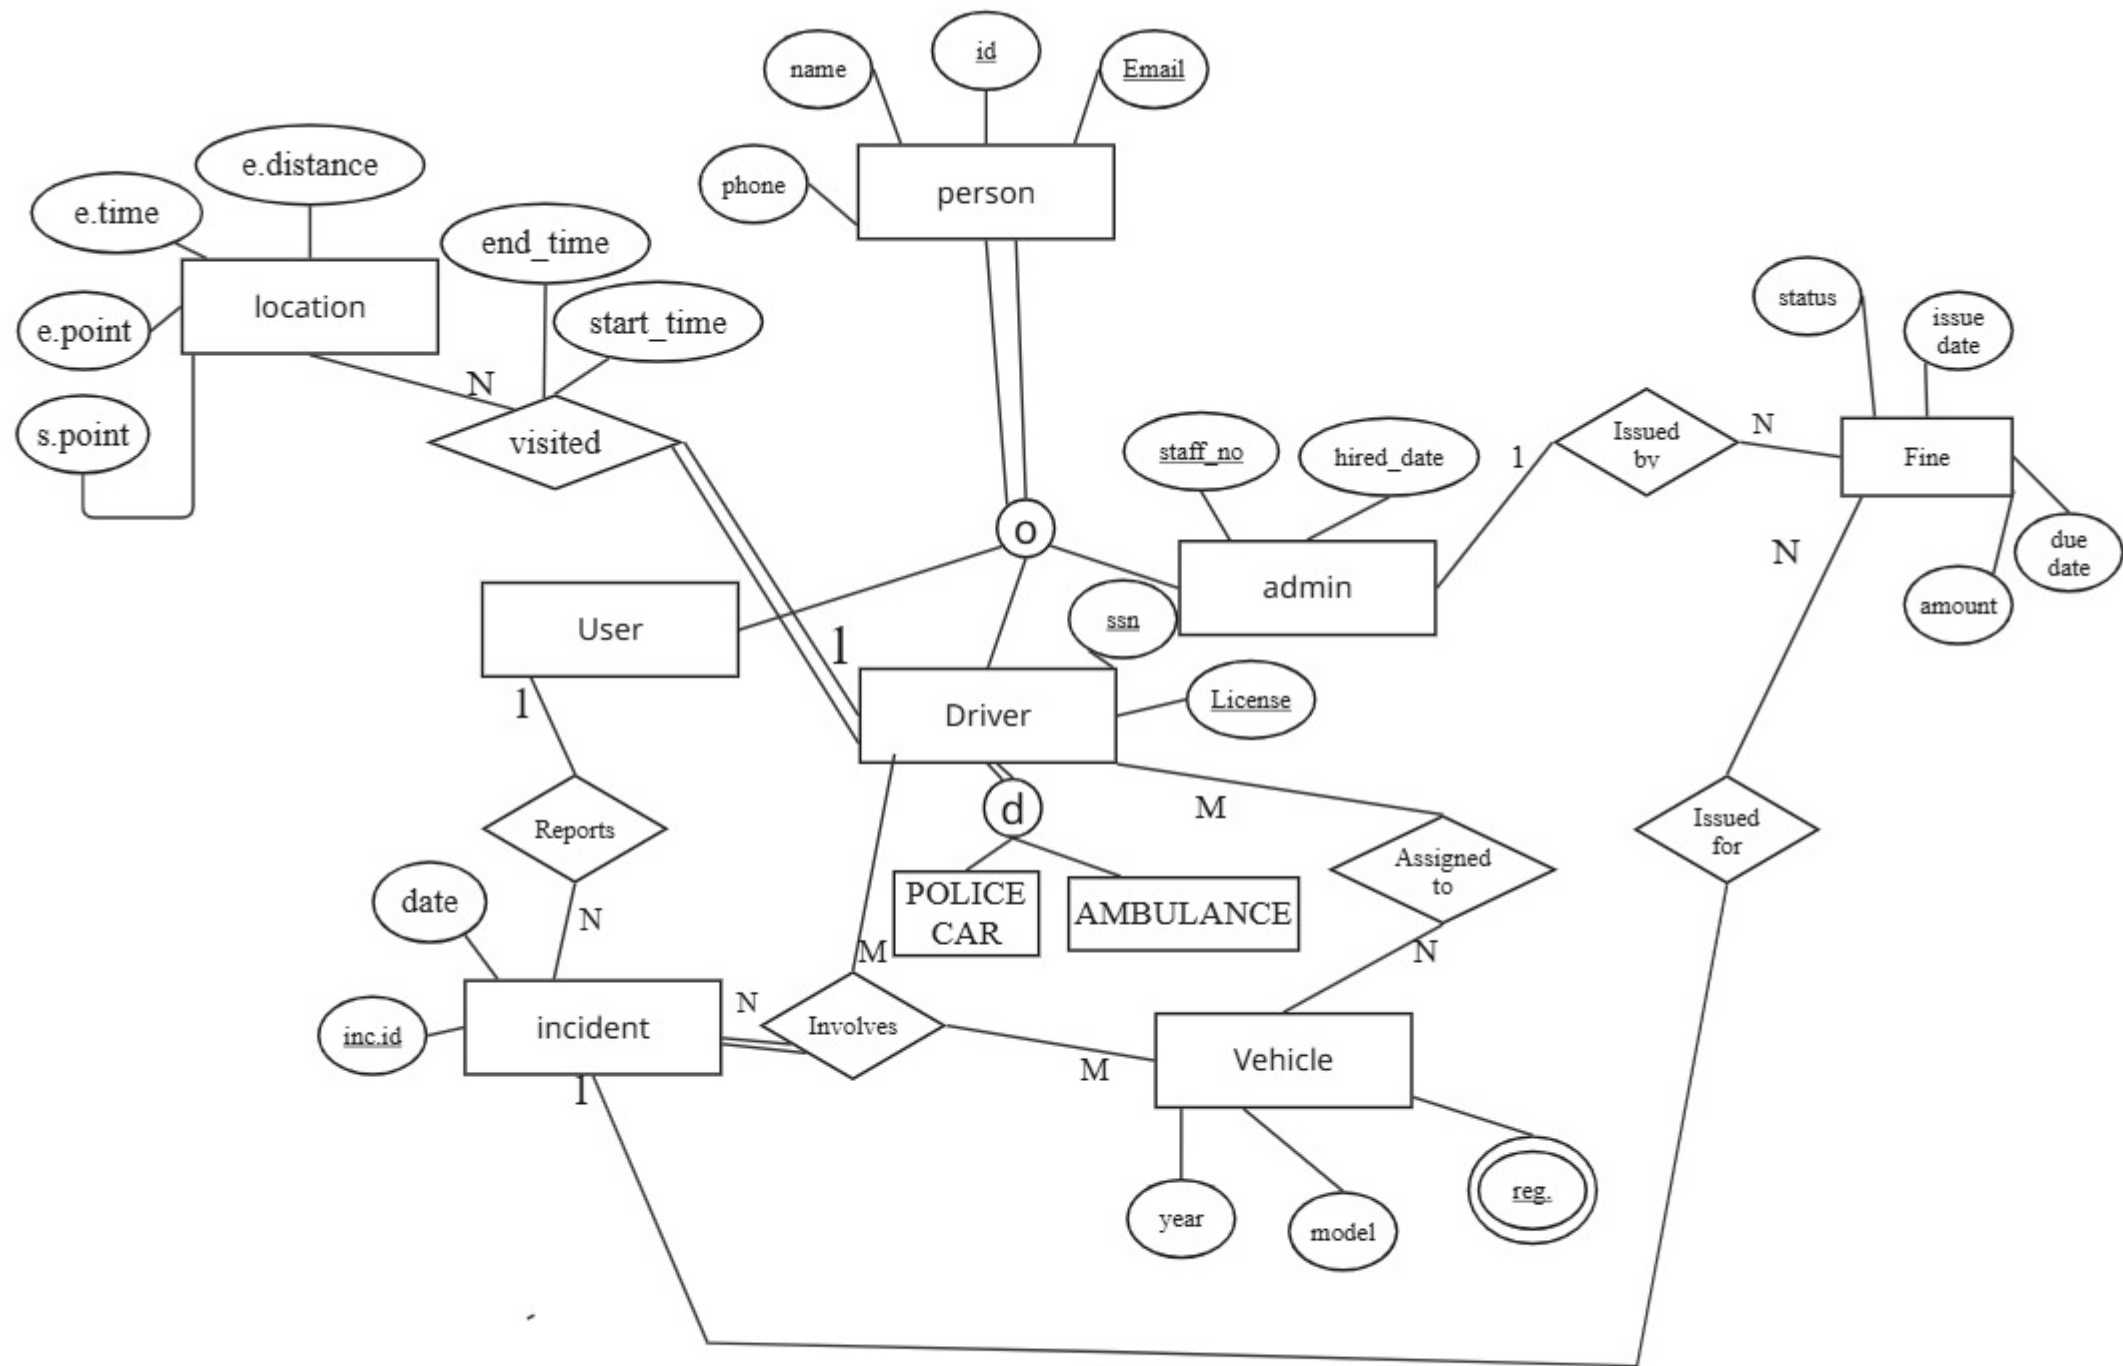 id
name
Email
e.distance
phone
person
e.time
end_time
location
start_time
status
issue
date
e.point
N
s.point
visited
staff_no
hired_date
1
Issued
by
N
Fine
o
N
due
date
admin
amount
ssn
User
1
License
Driver
1
M
d
Reports
Issued
for
Assigned
to
POLICE
CAR
AMBULANCE
date
N
M
N
N
incident
Involves
inc.id
1
M
Vehicle
year
model
reg.